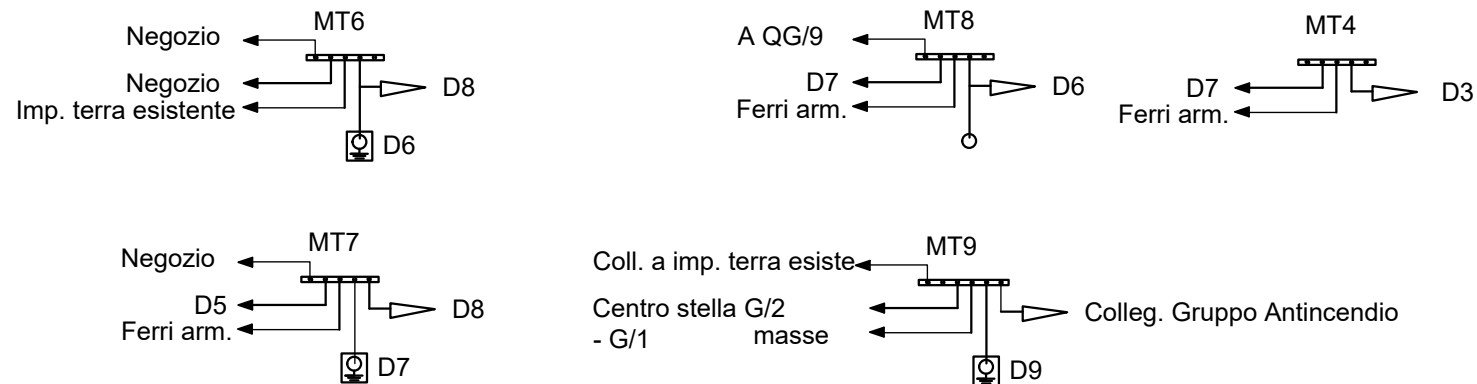 MT6
Negozio
Negozio
D8
Imp. terra esistente
D6
MT8
A QG/9
D7
D6
Ferri arm.
MT4
D7
D3
Ferri arm.
MT7
Negozio
D5
D8
Ferri arm.
D7
MT9
Coll. a imp. terra esiste
Centro stella G/2
Colleg. Gruppo Antincendio
- G/1 masse
D9